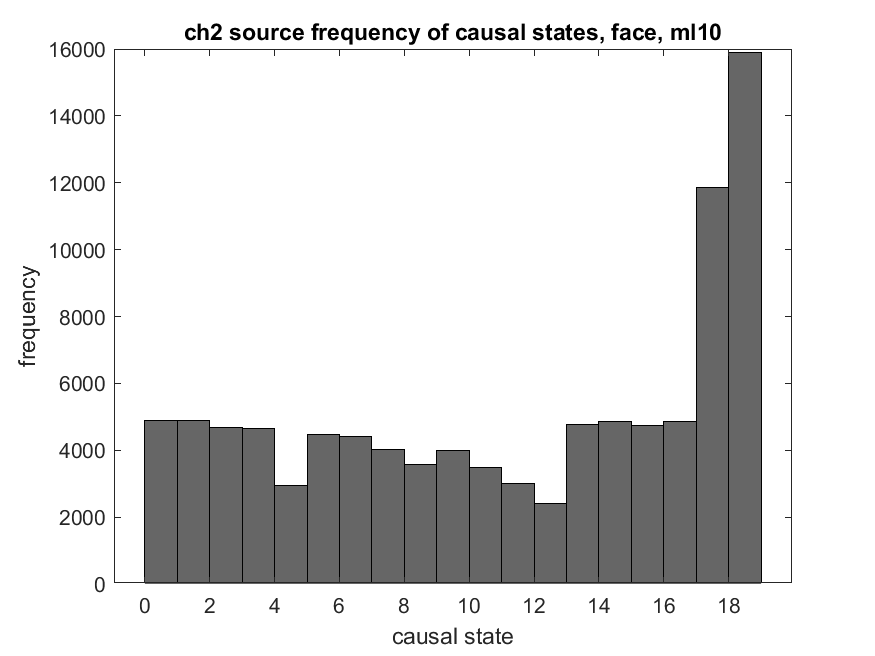 ch2 source frequency of causal states, face, ml10
16000
14000
12000
10000
8000
6000
4000
2000
0
frequency
0 2 4 6 8 10 12 14 16 18
causal state